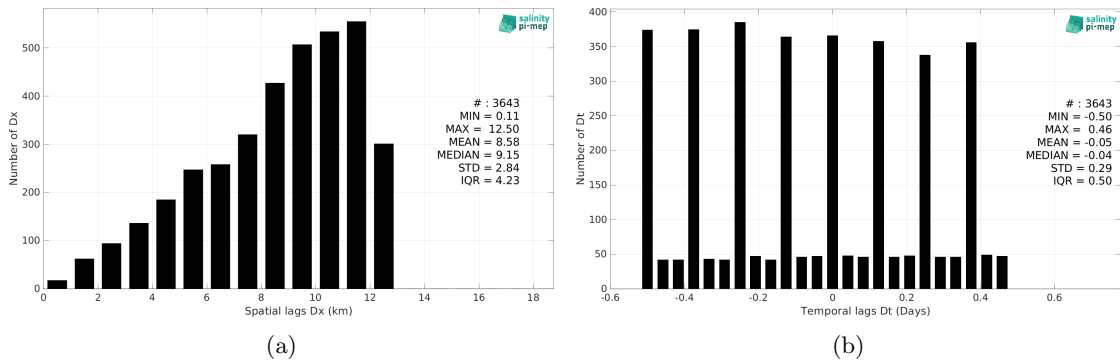 salinity
pi-mep
500
400
300
200
100
0
Number of Dx
# : 3643
MIN = 0.11
MAX = 12.50
MEAN = 8.58
MEDIAN = 9.15
STD = 2.84
IQR = 4.23
0 2 4 6 8 10 12 14 16 18
Spatial lags Dx (km)
(a)
salinity
pi-mep
400
350
300
250
200
150
100
50
0
Number of Dt
# : 3643
MIN = -0.50
MAX = 0.46
MEAN = -0.05
MEDIAN = -0.04
STD = 0.29
IQR = 0.50
-0.6 -0.4 -0.2 0 0.2 0.4 0.6
Temporal lags Dt (Days)
(b)